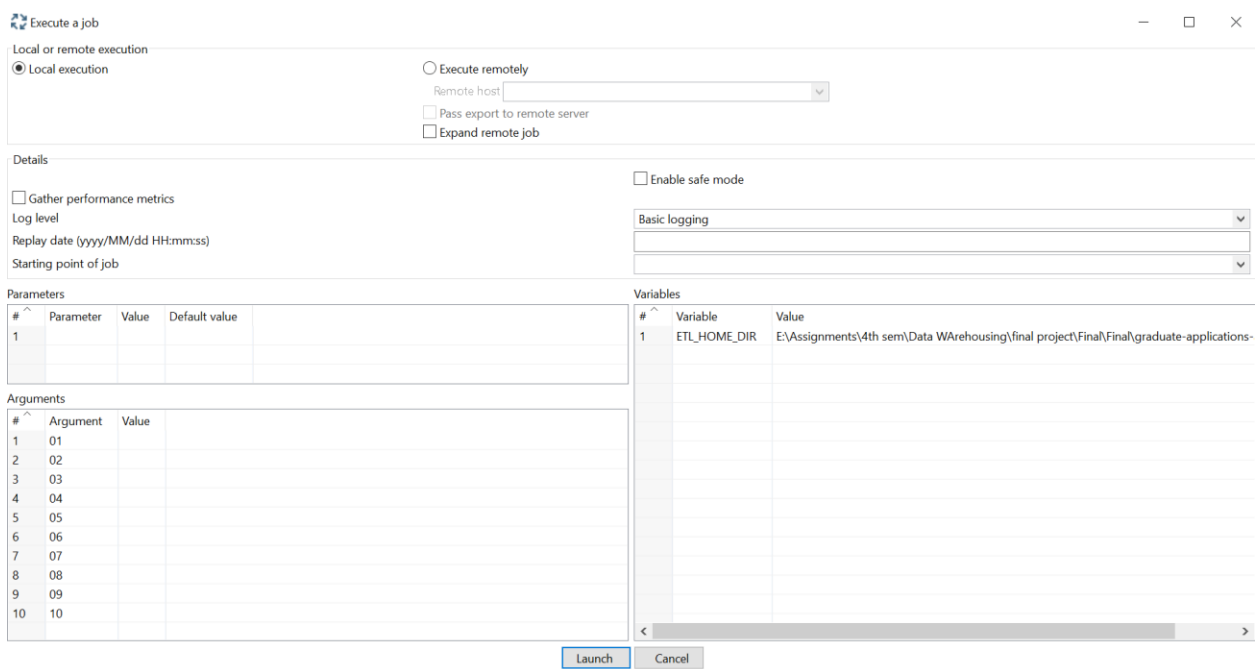 Execute a job
Local or remote execution
Local execution
Execute remotely
Remote host
Pass export to remote server
Expand remote job
Details
Enable safe mode
Gather performance metrics
Log level
Basic logging
Replay date (yyyy/MM/dd HH:mm:ss)
Starting point of job
Parameters
# Parameter Value Default value
1
Variables
# Variable Value
1 ETL_HOME_DIR E:\Assignments\4th sem\Data WArehousing\final project\Final\Final\graduate-applications-
Arguments
# Argument Value
1 01
2 02
3 03
4 04
5 05
6 06
7 07
8 08
9 09
10 10
Launch Cancel